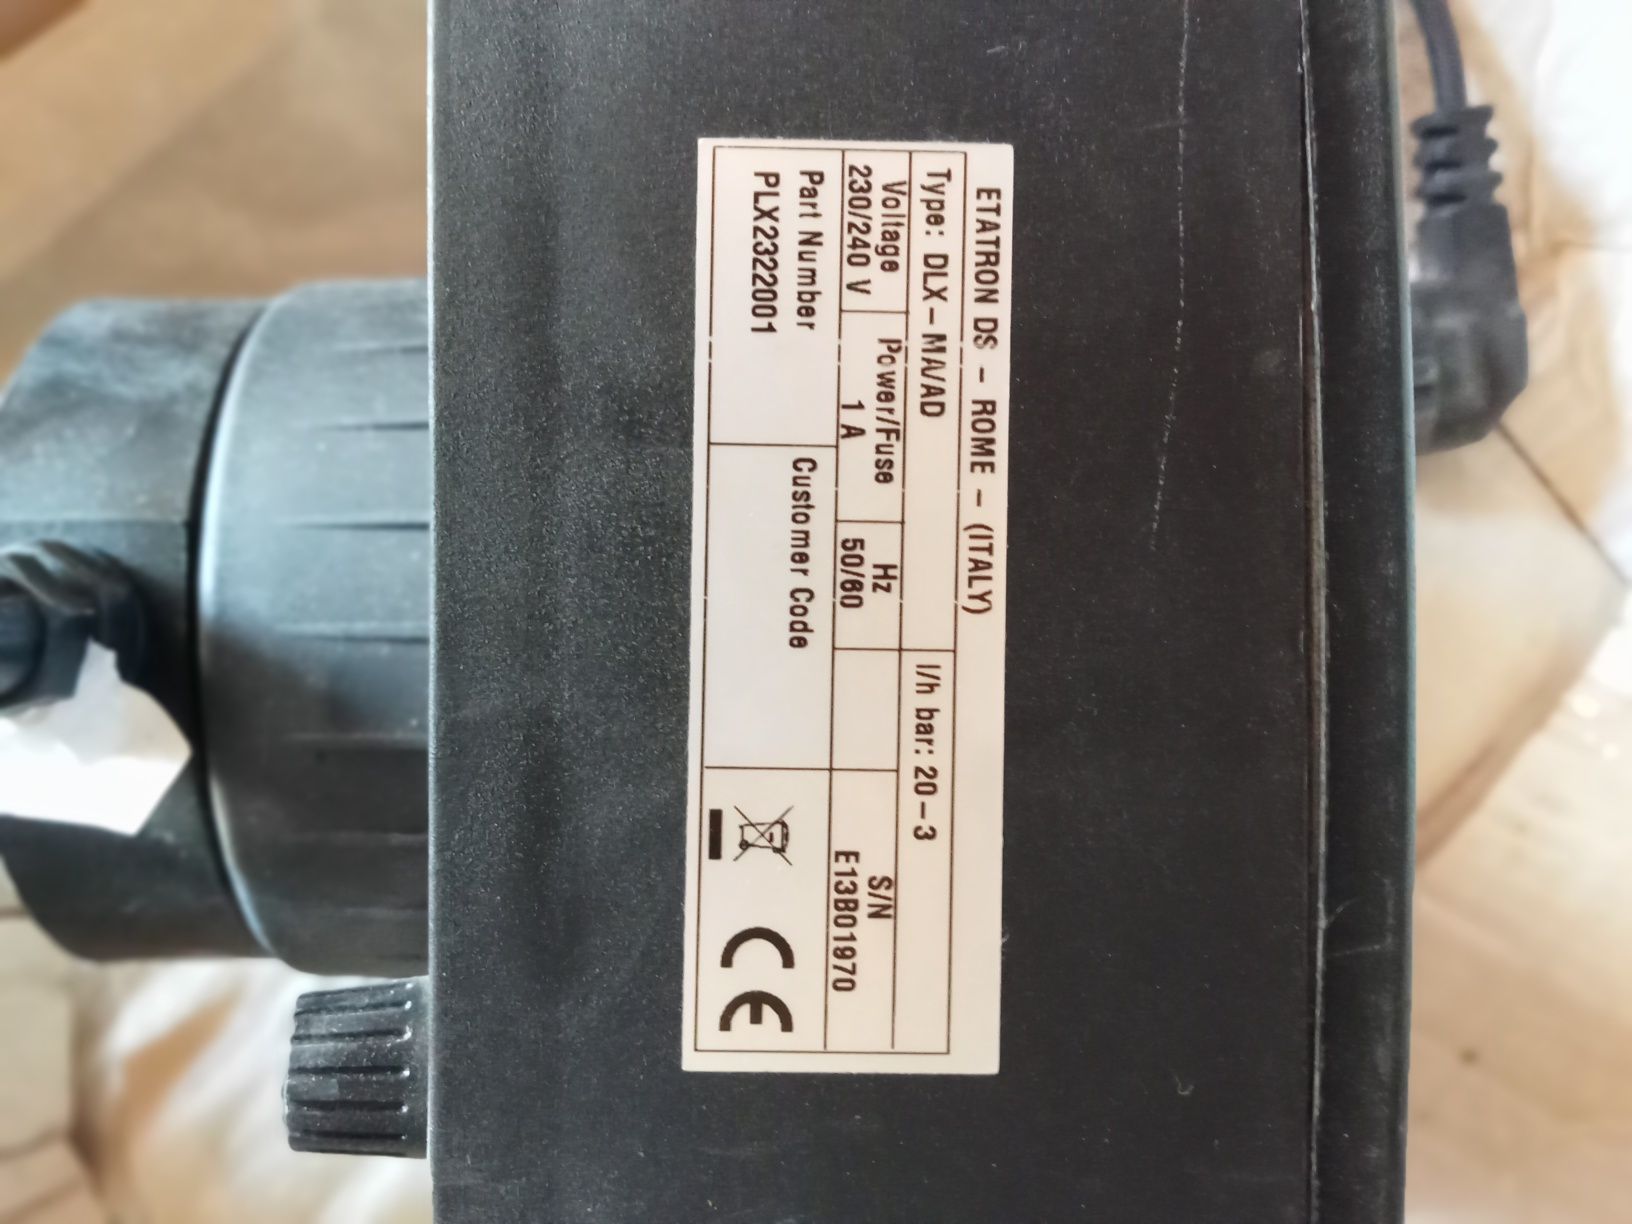 ETATRON DS - ROME - (ITALY)
Type: DLX-MA/AD l/h bar: 20-3
Voltage Power/Fuse Hz S/N
230/240 V 1 A 50/60 E13B01970
Part Number Customer Code
PLX2322001
CE